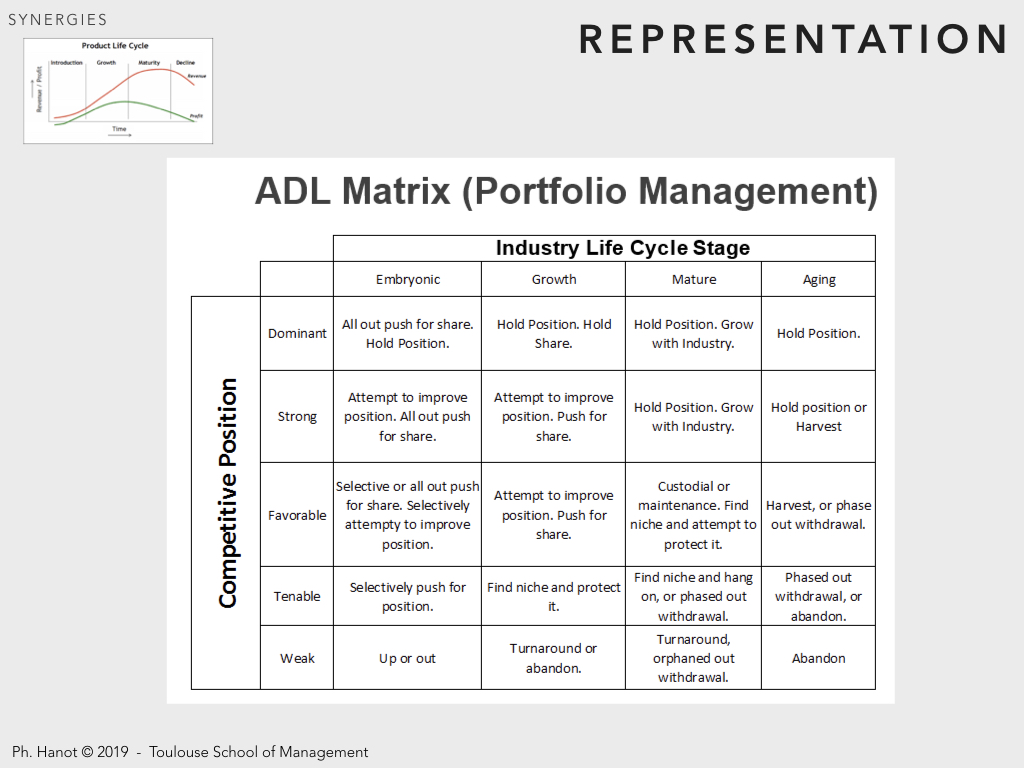 SYNERGIES
REPRESENTATION
Product Life Cycle
Introduction
Growth
Maturity
Decline
Revenue / Profit
Revenue
Profit
Time
ADL Matrix (Portfolio Management)
Industry Life Cycle Stage
Embryonic
Growth
Mature
Aging
Competitive Position
Dominant
All out push for share.
Hold Position.
Hold Position. Hold
Share.
Hold Position. Grow
with Industry.
Hold Position.
Strong
Attempt to improve
position. All out push
for share.
Attempt to improve
position. Push for
share.
Hold Position. Grow
with Industry.
Hold position or
Harvest
Favorable
Selective or all out push
for share. Selectively
attempty to improve
position.
Attempt to improve
position. Push for
share.
Custodial or
maintenance. Find
niche and attempt to
protect it.
Harvest, or phase
out withdrawal.
Tenable
Selectively push for
position.
Find niche and protect
it.
Find niche and hang
on, or phased out
withdrawal.
Phased out
withdrawal, or
abandon.
Weak
Up or out
Turnaround or
abandon.
Turnaround,
orphaned out
withdrawal.
Abandon
Ph. Hanot © 2019 - Toulouse School of Management